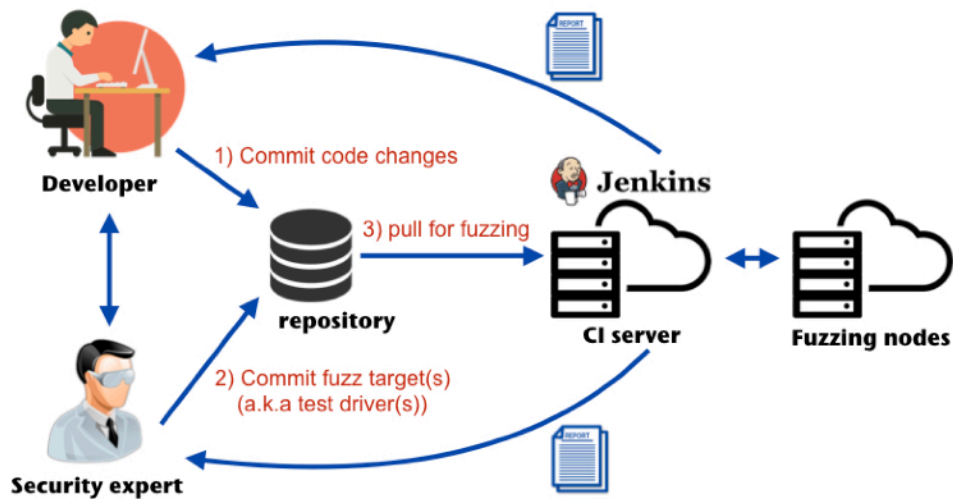 REPORT
1) Commit code changes
Developer
Jenkins
3) pull for fuzzing
repository
CI server
Fuzzing nodes
2) Commit fuzz target(s)
(a.k.a test driver(s))
REPORT
Security expert